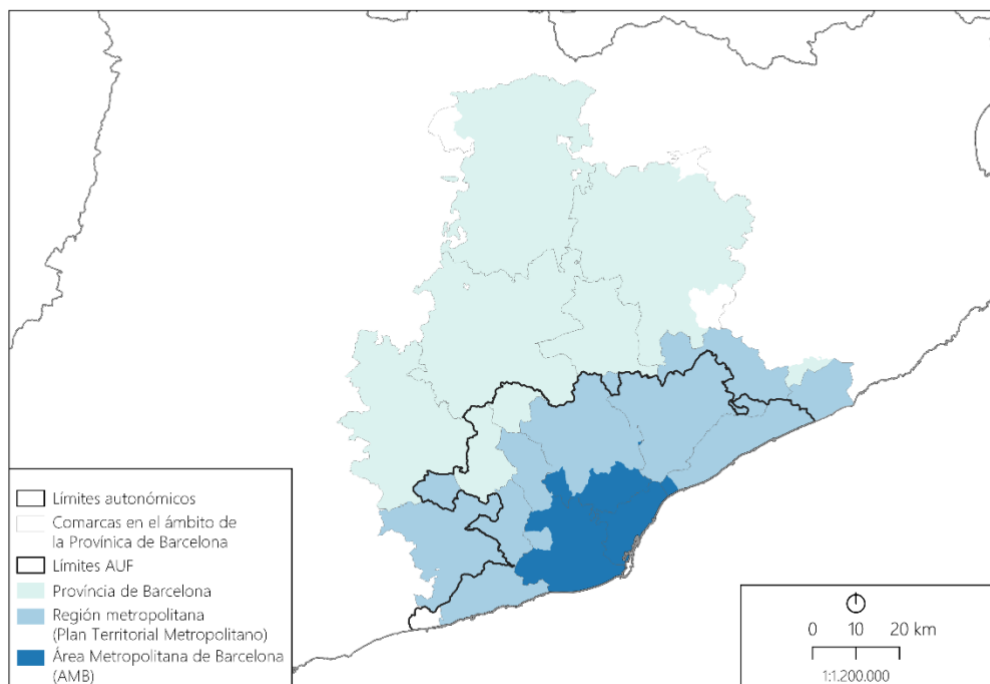 Límites autonómicos
Comarcas en el ámbito de
la Provínica de Barcelona
Límites AUF
Província de Barcelona
Región metropolitana
(Plan Territorial Metropolitano)
Área Metropolitana de Barcelona
(AMB)
0 10 20 km
1:1.200.000